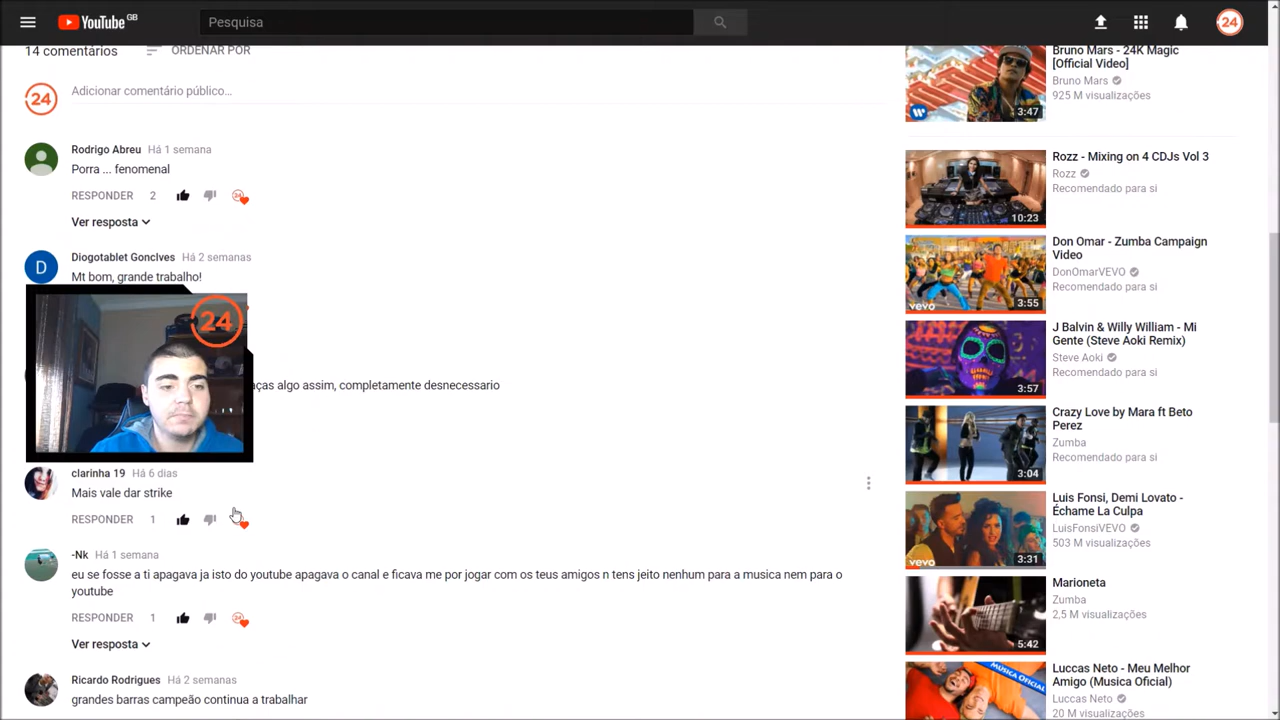 YouTube GB
Pesquisa
24
14 comentários
ORDENAR POR
24
Adicionar comentário público...
Rodrigo Abreu Há 1 semana
Porra ... fenomenal
RESPONDER 2
Ver resposta
D
Diogotablet Gonclves Há 2 semanas
Mt bom, grande trabalho!
24
algo assim, completamente desnecessario
clarinha 19 Há 6 dias
Mais vale dar strike
RESPONDER 1
-Nk Há 1 semana
eu se fosse a ti apagava ja isto do youtube apagava o canal e ficava me por jogar com os teus amigos n tens jeito nenhum para a musica nem para o
youtube
RESPONDER 1
Ver resposta
Ricardo Rodrigues Há 2 semanas
grandes barras campeão continua a trabalhar
Bruno Mars - 24K Magic
[Official Video]
Bruno Mars
925 M visualizações
3:47
Rozz - Mixing on 4 CDJs Vol 3
Rozz
Recomendado para si
10:23
Don Omar - Zumba Campaign
Video
DonOmarVEVO
Recomendado para si
vevo
3:55
J Balvin & Willy William - Mi
Gente (Steve Aoki Remix)
Steve Aoki
Recomendado para si
3:57
Crazy Love by Mara ft Beto
Perez
Zumba
Recomendado para si
3:04
Luis Fonsi, Demi Lovato -
Échame La Culpa
LuisFonsiVEVO
503 M visualizações
vevo
3:31
Marioneta
Zumba
2,5 M visualizações
5:42
Luccas Neto - Meu Melhor
Amigo (Musica Oficial)
Luccas Neto
20 M visualizações
MÚSICA OFICIAL